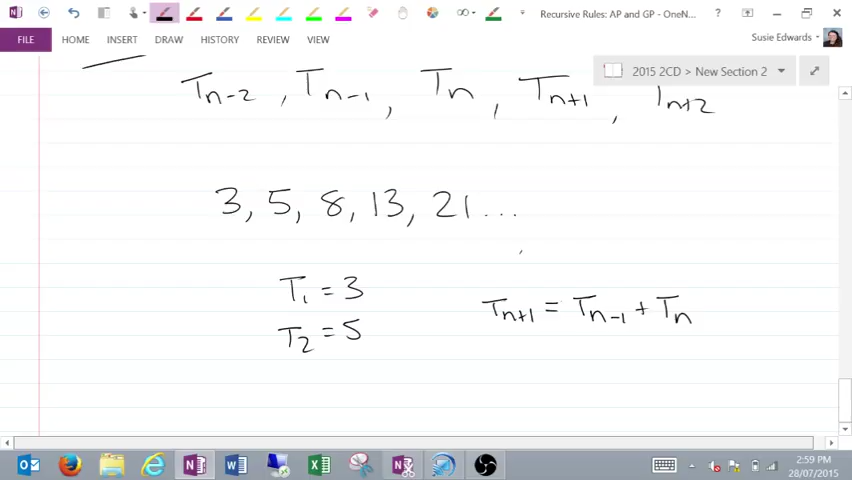 Recursive Rules: AP and GP - OneN...
Susie Edwards
FILE HOME INSERT DRAW HISTORY REVIEW VIEW
2015 2CD > New Section 2
Tn-2, Tn-1, Tn, Tn+1, Tn+2
3, 5, 8, 13, 21...
T1 = 3
T2 = 5
Tn+1 = Tn-1 + Tn
2:59 PM
28/07/2015